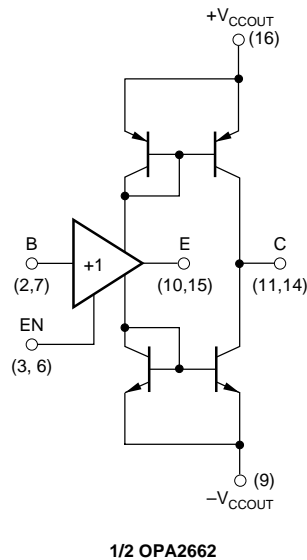 +VCCOUT
(16)
B
+1
E
C
(2,7)
(10,15)
(11,14)
EN
(3, 6)
(9)
–VCCOUT
1/2 OPA2662